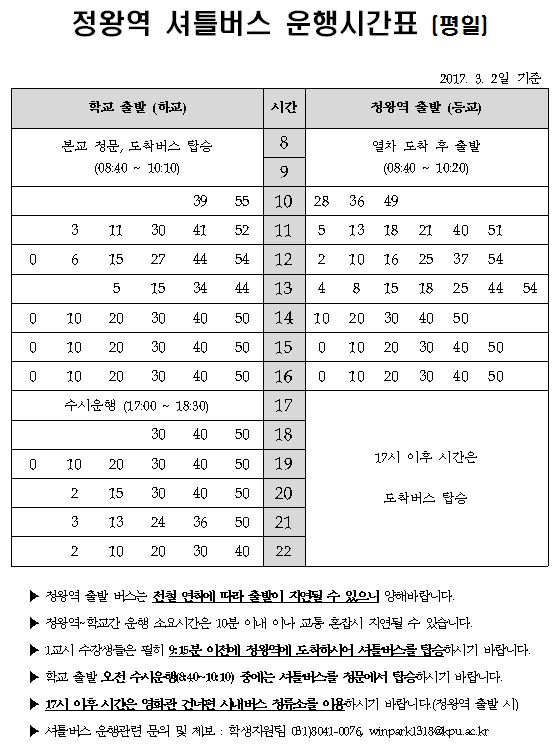 정왕역 셔틀버스 운행시간표 (평일)
2017. 3. 2일 기준
학교 출발 (하교) 시간 정왕역 출발 (등교)
본교 정문, 도착버스 탑승 8 열차 도착 후 출발
(08:40 ~ 10:10) 9 (08:40 ~ 10:20)
39 55 10 28 36 49
3 11 30 41 52 11 5 13 18 21 40 51
0 6 15 27 44 54 12 2 10 16 25 37 54
5 15 34 44 13 4 8 15 18 25 44 54
0 10 20 30 40 50 14 10 20 30 40 50
0 10 20 30 40 50 15 0 10 20 30 40 50
0 10 20 30 40 50 16 0 10 20 30 40 50
수시운행 (17:00 ~ 18:30) 17
30 40 50 18
0 10 20 30 40 50 19 17시 이후 시간은
2 15 30 40 50 20 도착버스 탑승
3 13 24 36 50 21
2 10 20 30 40 22
▶ 정왕역 출발 버스는 전철 연착에 따라 출발이 지연될 수 있으니 양해바랍니다.
▶ 정왕역-학교간 운행 소요시간은 10분 이내 이나 교통 혼잡시 지연될 수 있습니다.
▶ 1교시 수강생들은 필히 9:15분 이전에 정왕역에 도착하시어 셔틀버스를 탑승하시기 바랍니다.
▶ 학교 출발 오전 수시운행(8:40~10:10) 중에는 셔틀버스를 정문에서 탑승하시기 바랍니다.
▶ 17시 이후 시간은 영화관 건너편 시내버스 정류소를 이용하시기 바랍니다.(정왕역 출발 시)
▶ 셔틀버스 운행관련 문의 및 제보 : 학생지원팀 031)8041-0076, winpark1318@kpu.ac.kr